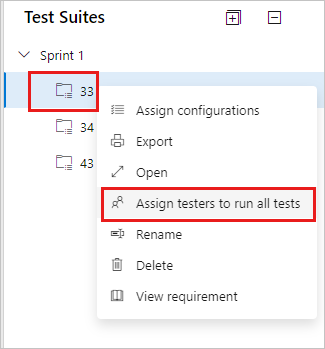 Test Suites
Sprint 1
33
34
43
Assign configurations
Export
Open
Assign testers to run all tests
Rename
Delete
View requirement